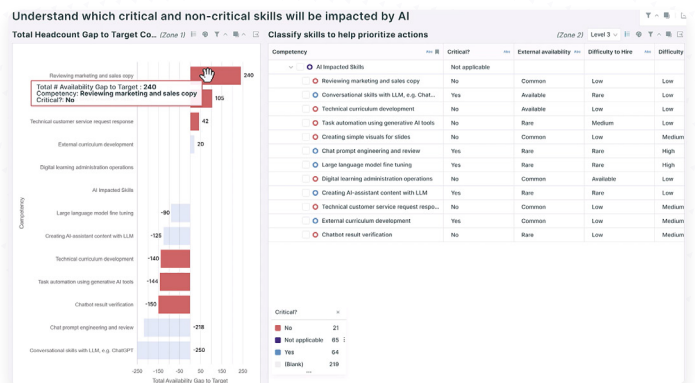 Understand which critical and non-critical skills will be impacted by AI
Total Headcount Gap to Target Co... (Zone 1)
Reviewing marketing and sales copy 240
Total # Availability Gap to Target : 240
Competency: Reviewing marketing and sales copy
Critical?: No
105
Technical customer service request response 42
External curriculum development 20
Digital learning administration operations
AI Impacted Skills
Large language model fine tuning -90
Creating AI-assistant content with LLM -125
Technical curriculum development -140
Task automation using generative AI tools -144
Chatbot result verification -150
Chat prompt engineering and review -218
Conversational skills with LLM, e.g. ChatGPT -250
Competency
-250 -150 -50 50 100 200
Total Availability Gap to Target
Classify skills to help prioritize actions (Zone 2) Level 3
Competency Critical? External availability Difficulty to Hire Difficulty
AI Impacted Skills Not applicable
Reviewing marketing and sales copy No Common Low Low
Conversational skills with LLM, e.g. Chat... Yes Available Rare Low
Technical curriculum development No Available Low Low
Task automation using generative AI tools No Rare Medium Low
Creating simple visuals for slides No Common Low Medium
Chat prompt engineering and review Yes Rare Rare High
Large language model fine tuning Yes Rare Rare High
Digital learning administration operations No Common Available Low
Creating AI-assistant content with LLM Yes Rare Rare Low
Technical customer service request respo... No Common Low Medium
External curriculum development Yes Common Low Medium
Chatbot result verification No Rare Low Medium
Critical? ×
No 21
Not applicable 65
Yes 64
(Blank) 219